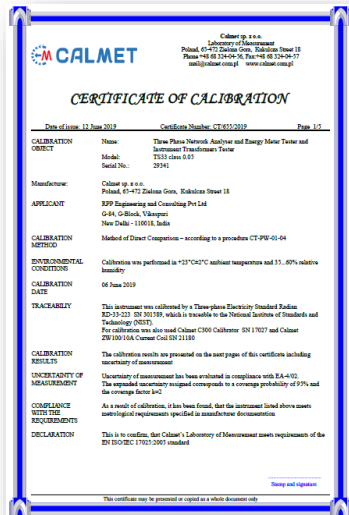 CALMET
Calmet sp. z o.o.
Laboratory of Measurement
Poland, 65-472 Zielona Gora, Kukulcza Street 18
Phone +48 68 324-04-56, Fax:+48 68 324-04-57
mail@calmet.com.pl www.calmet.com.pl
CERTIFICATE OF CALIBRATION
Date of issue: 12 June 2019 Certificate Number: CT/655/2019 Page 1/5
CALIBRATION OBJECT
Name: Three Phase Network Analyser and Energy Meter Tester and
Instrument Transformers Tester
Model: TS33 class 0.05
Serial No.: 29341
Manufacturer: Calmet sp. z o.o.
Poland, 65-472 Zielona Gora, Kukulcza Street 18
APPLICANT RPP Engineering and Consulting Pvt Ltd
G-84, G-Block, Vikaspuri
New Delhi - 110018, India
CALIBRATION METHOD
Method of Direct Comparison – according to a procedure CT-PW-01-04
ENVIRONMENTAL CONDITIONS
Calibration was performed in +23°C±2°C ambient temperature and 35...60% relative
humidity
CALIBRATION DATE
06 June 2019
TRACEABILIY This instrument was calibrated by a Three-phase Electricity Standard Radian
RD-33-223 SN 301589, which is traceable to the National Institute of Standards and
Technology (NIST).
For calibration was also used Calmet C300 Calibrator SN 17027 and Calmet
ZW100/10A Current Coil SN 21180
CALIBRATION RESULTS
The calibration results are presented on the next pages of this certificate including
uncertainty of measurement
UNCERTAINTY OF MEASUREMENT
Uncertainty of measurement has been evaluated in compliance with EA-4/02.
The expanded uncertainty assigned corresponds to a coverage probability of 95% and
the coverage factor k=2
COMPLIANCE WITH THE REQUIREMENTS
As a result of calibration, it has been found, that the instrument listed above meets
metrological requirements specified in manufacturer documentation
DECLARATION This is to confirm, that Calmet's Laboratory of Measurement meets requirements of the
EN ISO/IEC 17025:2005 standard
Stamp and signature
This certificate may be presented or copied as a whole document only